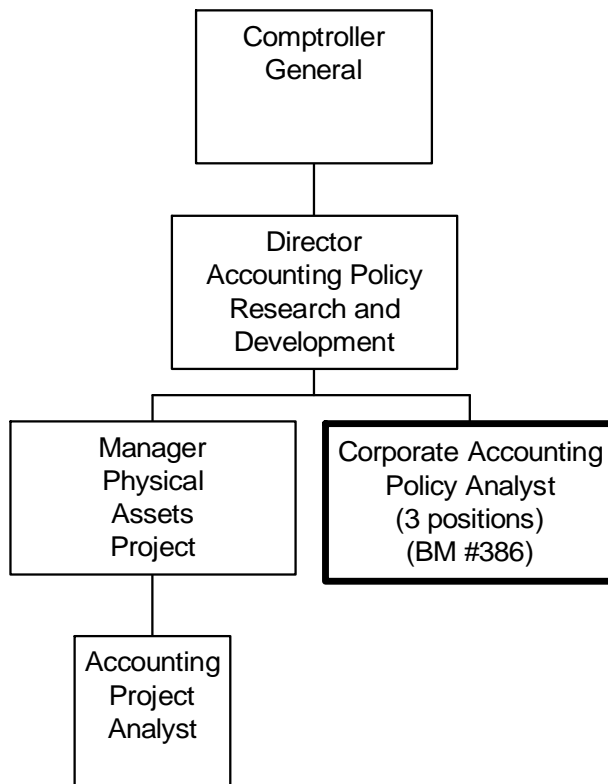 Comptroller
General
Director
Accounting Policy
Research and
Development
Manager
Physical
Assets
Project
Corporate Accounting
Policy Analyst
(3 positions)
(BM #386)
Accounting
Project
Analyst